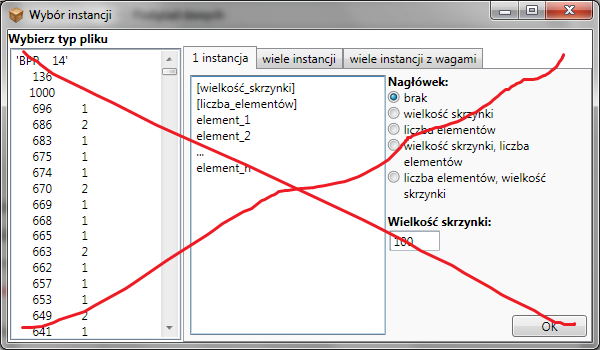 Wybór instancji
Wybierz typ pliku
'BPP 14'
136
1000
696 1
686 2
683 1
675 1
674 1
670 2
669 1
668 1
665 1
663 2
662 1
657 1
653 1
649 2
641 1
1 instancja
wiele instancji
wiele instancji z wagami
[wielkość_skrzynki]
[liczba_elementów]
element_1
element_2
...
element_n
Nagłówek:
brak
wielkość skrzynki
liczba elementów
wielkość skrzynki, liczba
elementów
liczba elementów, wielkość
skrzynki
Wielkość skrzynki:
100
OK